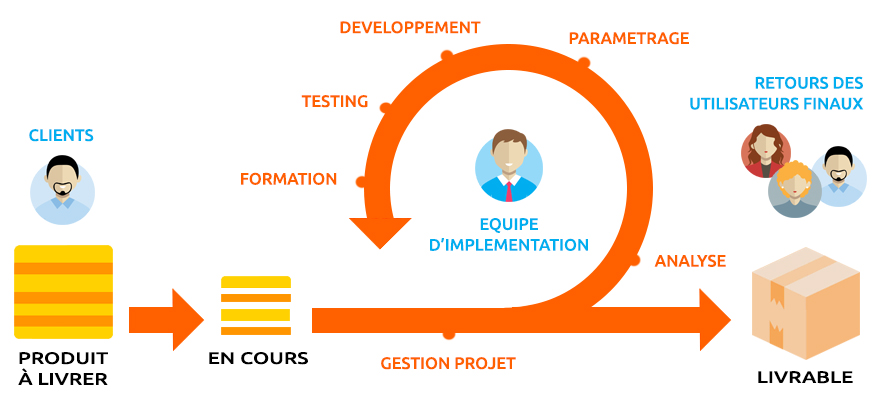 DEVELOPPEMENT
PARAMETRAGE
RETOURS DES
UTILISATEURS FINAUX
TESTING
CLIENTS
FORMATION
EQUIPE
D'IMPLEMENTATION
ANALYSE
PRODUIT
À LIVRER
EN COURS
GESTION PROJET
LIVRABLE